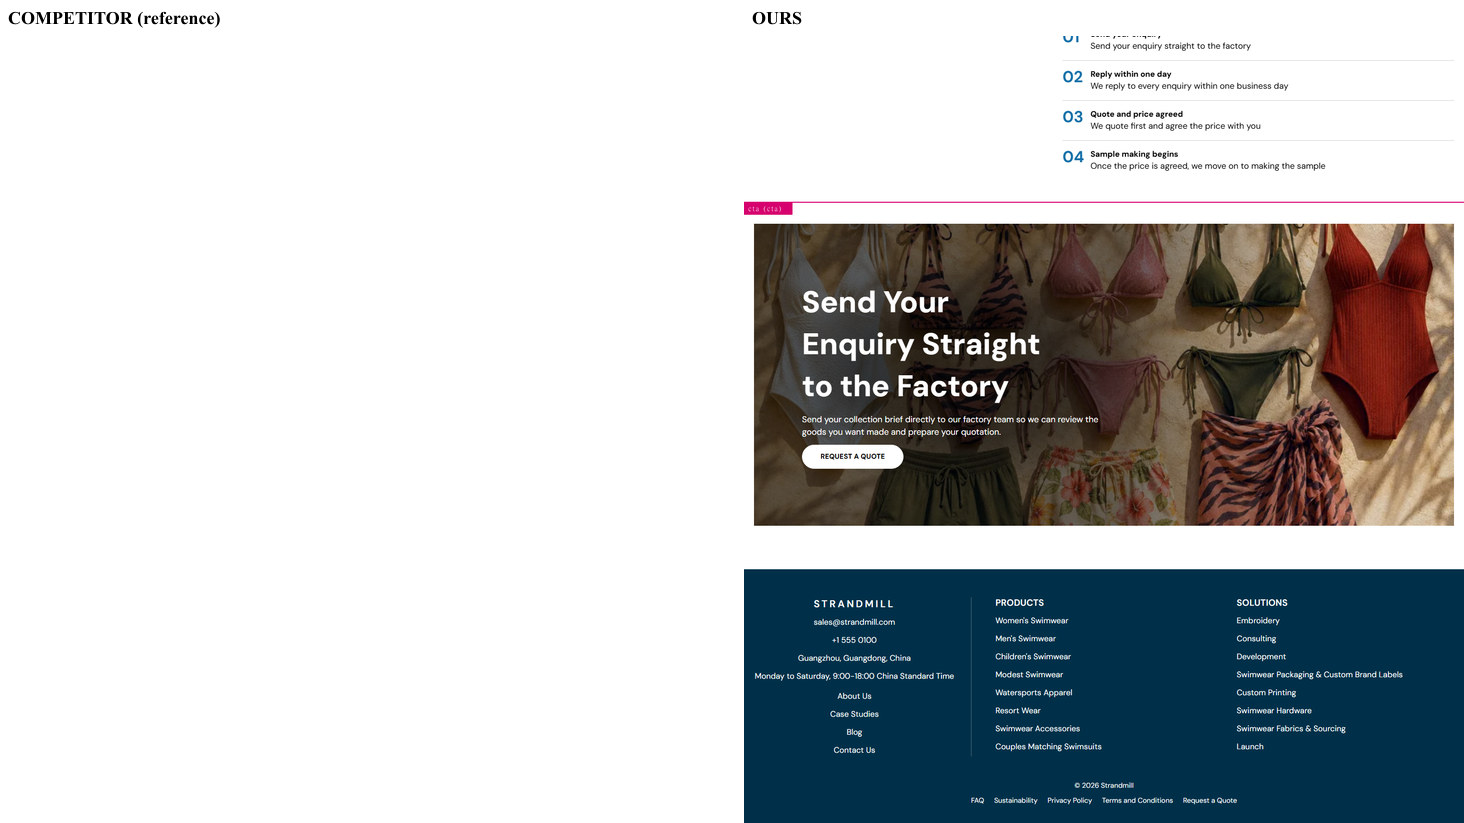 COMPETITOR (reference)
OURS
01
Send your enquiry
Send your enquiry straight to the factory
02
Reply within one day
We reply to every enquiry within one business day
03
Quote and price agreed
We quote first and agree the price with you
04
Sample making begins
Once the price is agreed, we move on to making the sample
cta (cta)
Send Your
Enquiry Straight
to the Factory
Send your collection brief directly to our factory team so we can review the
goods you want made and prepare your quotation.
REQUEST A QUOTE
STRANDMILL
sales@strandmill.com
+1 555 0100
Guangzhou, Guangdong, China
Monday to Saturday, 9:00-18:00 China Standard Time
About Us
Case Studies
Blog
Contact Us
PRODUCTS
Women's Swimwear
Men's Swimwear
Children's Swimwear
Modest Swimwear
Watersports Apparel
Resort Wear
Swimwear Accessories
Couples Matching Swimsuits
SOLUTIONS
Embroidery
Consulting
Development
Swimwear Packaging & Custom Brand Labels
Custom Printing
Swimwear Hardware
Swimwear Fabrics & Sourcing
Launch
© 2026 Strandmill
FAQ Sustainability Privacy Policy Terms and Conditions Request a Quote